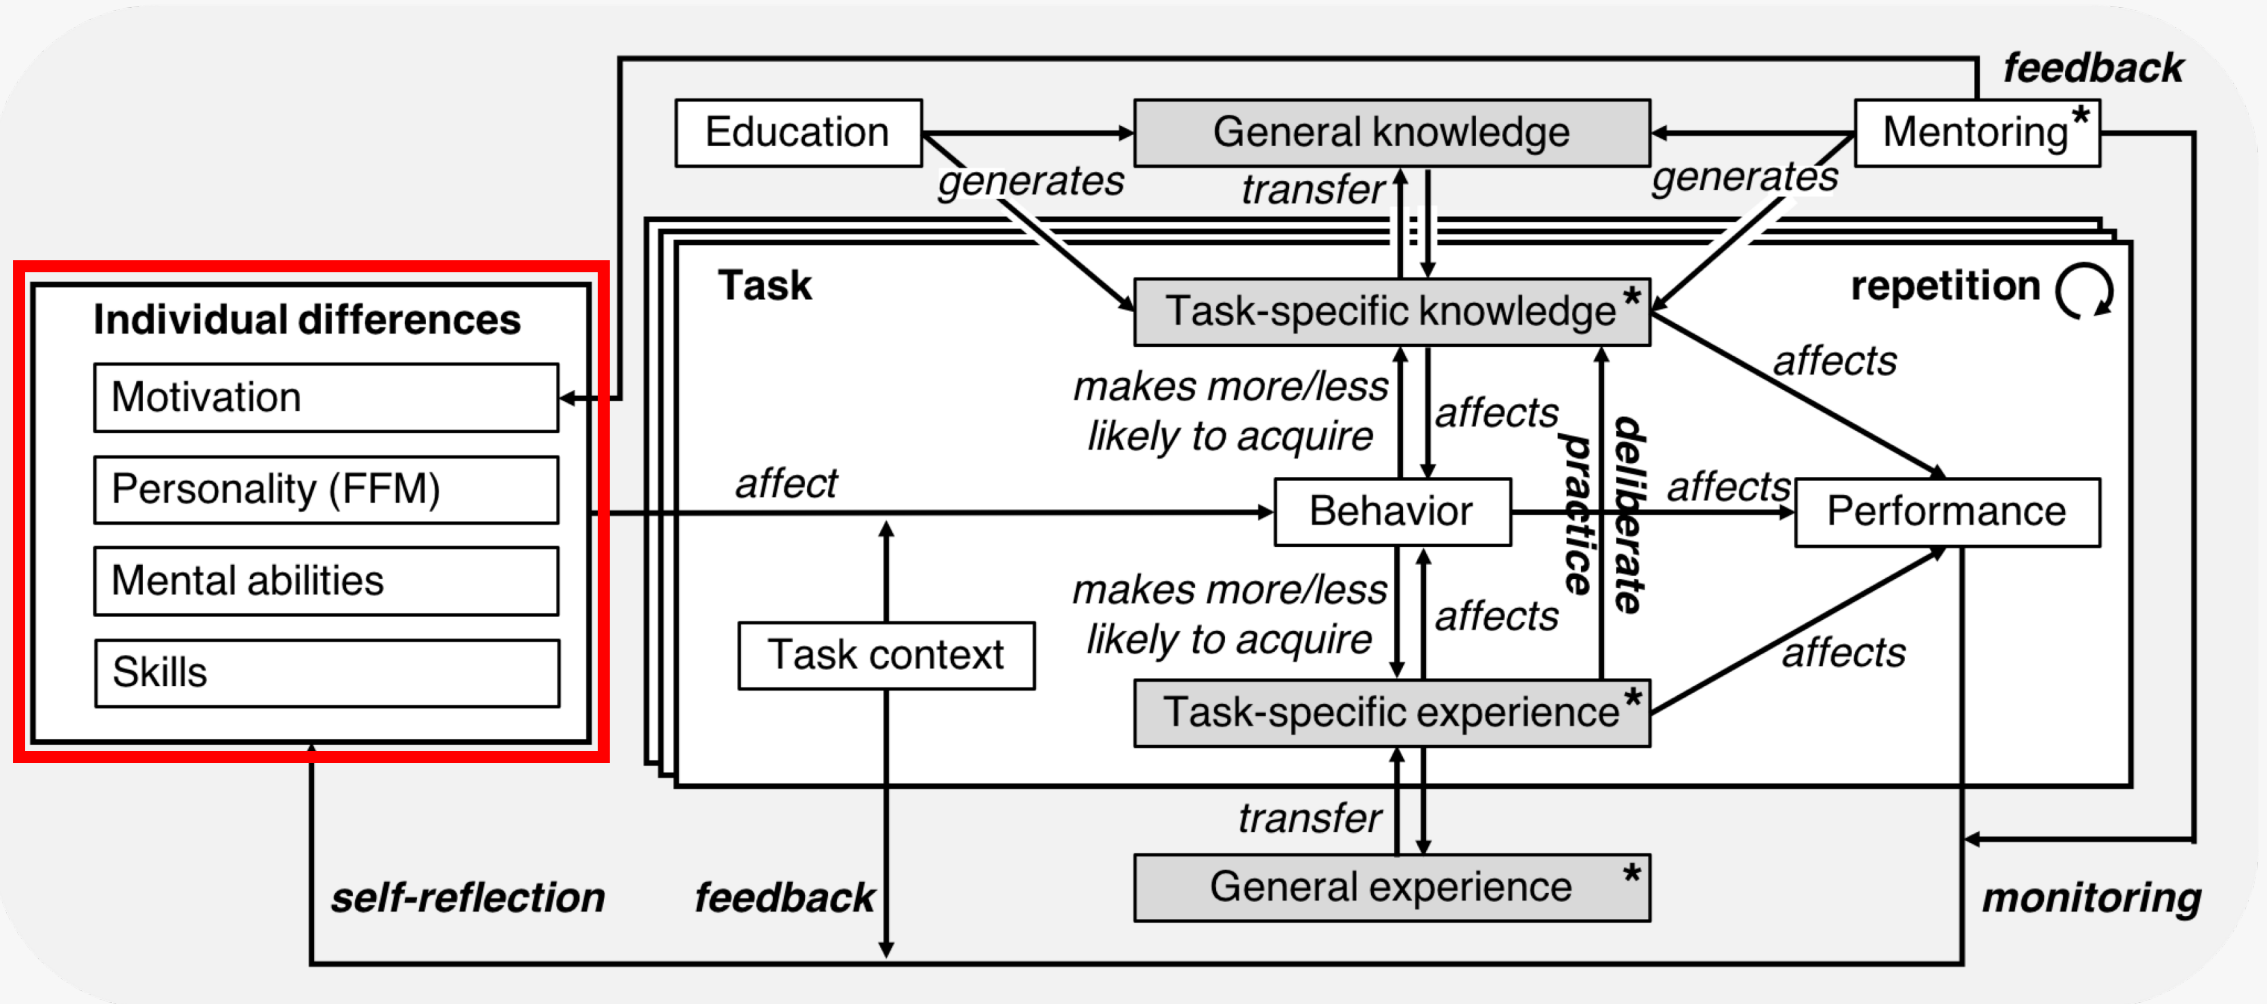 feedback
Education
General knowledge
Mentoring*
generates
transfer
generates
Task
repetition
Individual differences
Task-specific knowledge*
Motivation
makes more/less
likely to acquire
affects
affects
Personality (FFM)
affect
deliberate
practice
Behavior
affects
Performance
Mental abilities
makes more/less
likely to acquire
affects
Task context
affects
Skills
Task-specific experience*
transfer
self-reflection
feedback
General experience *
monitoring